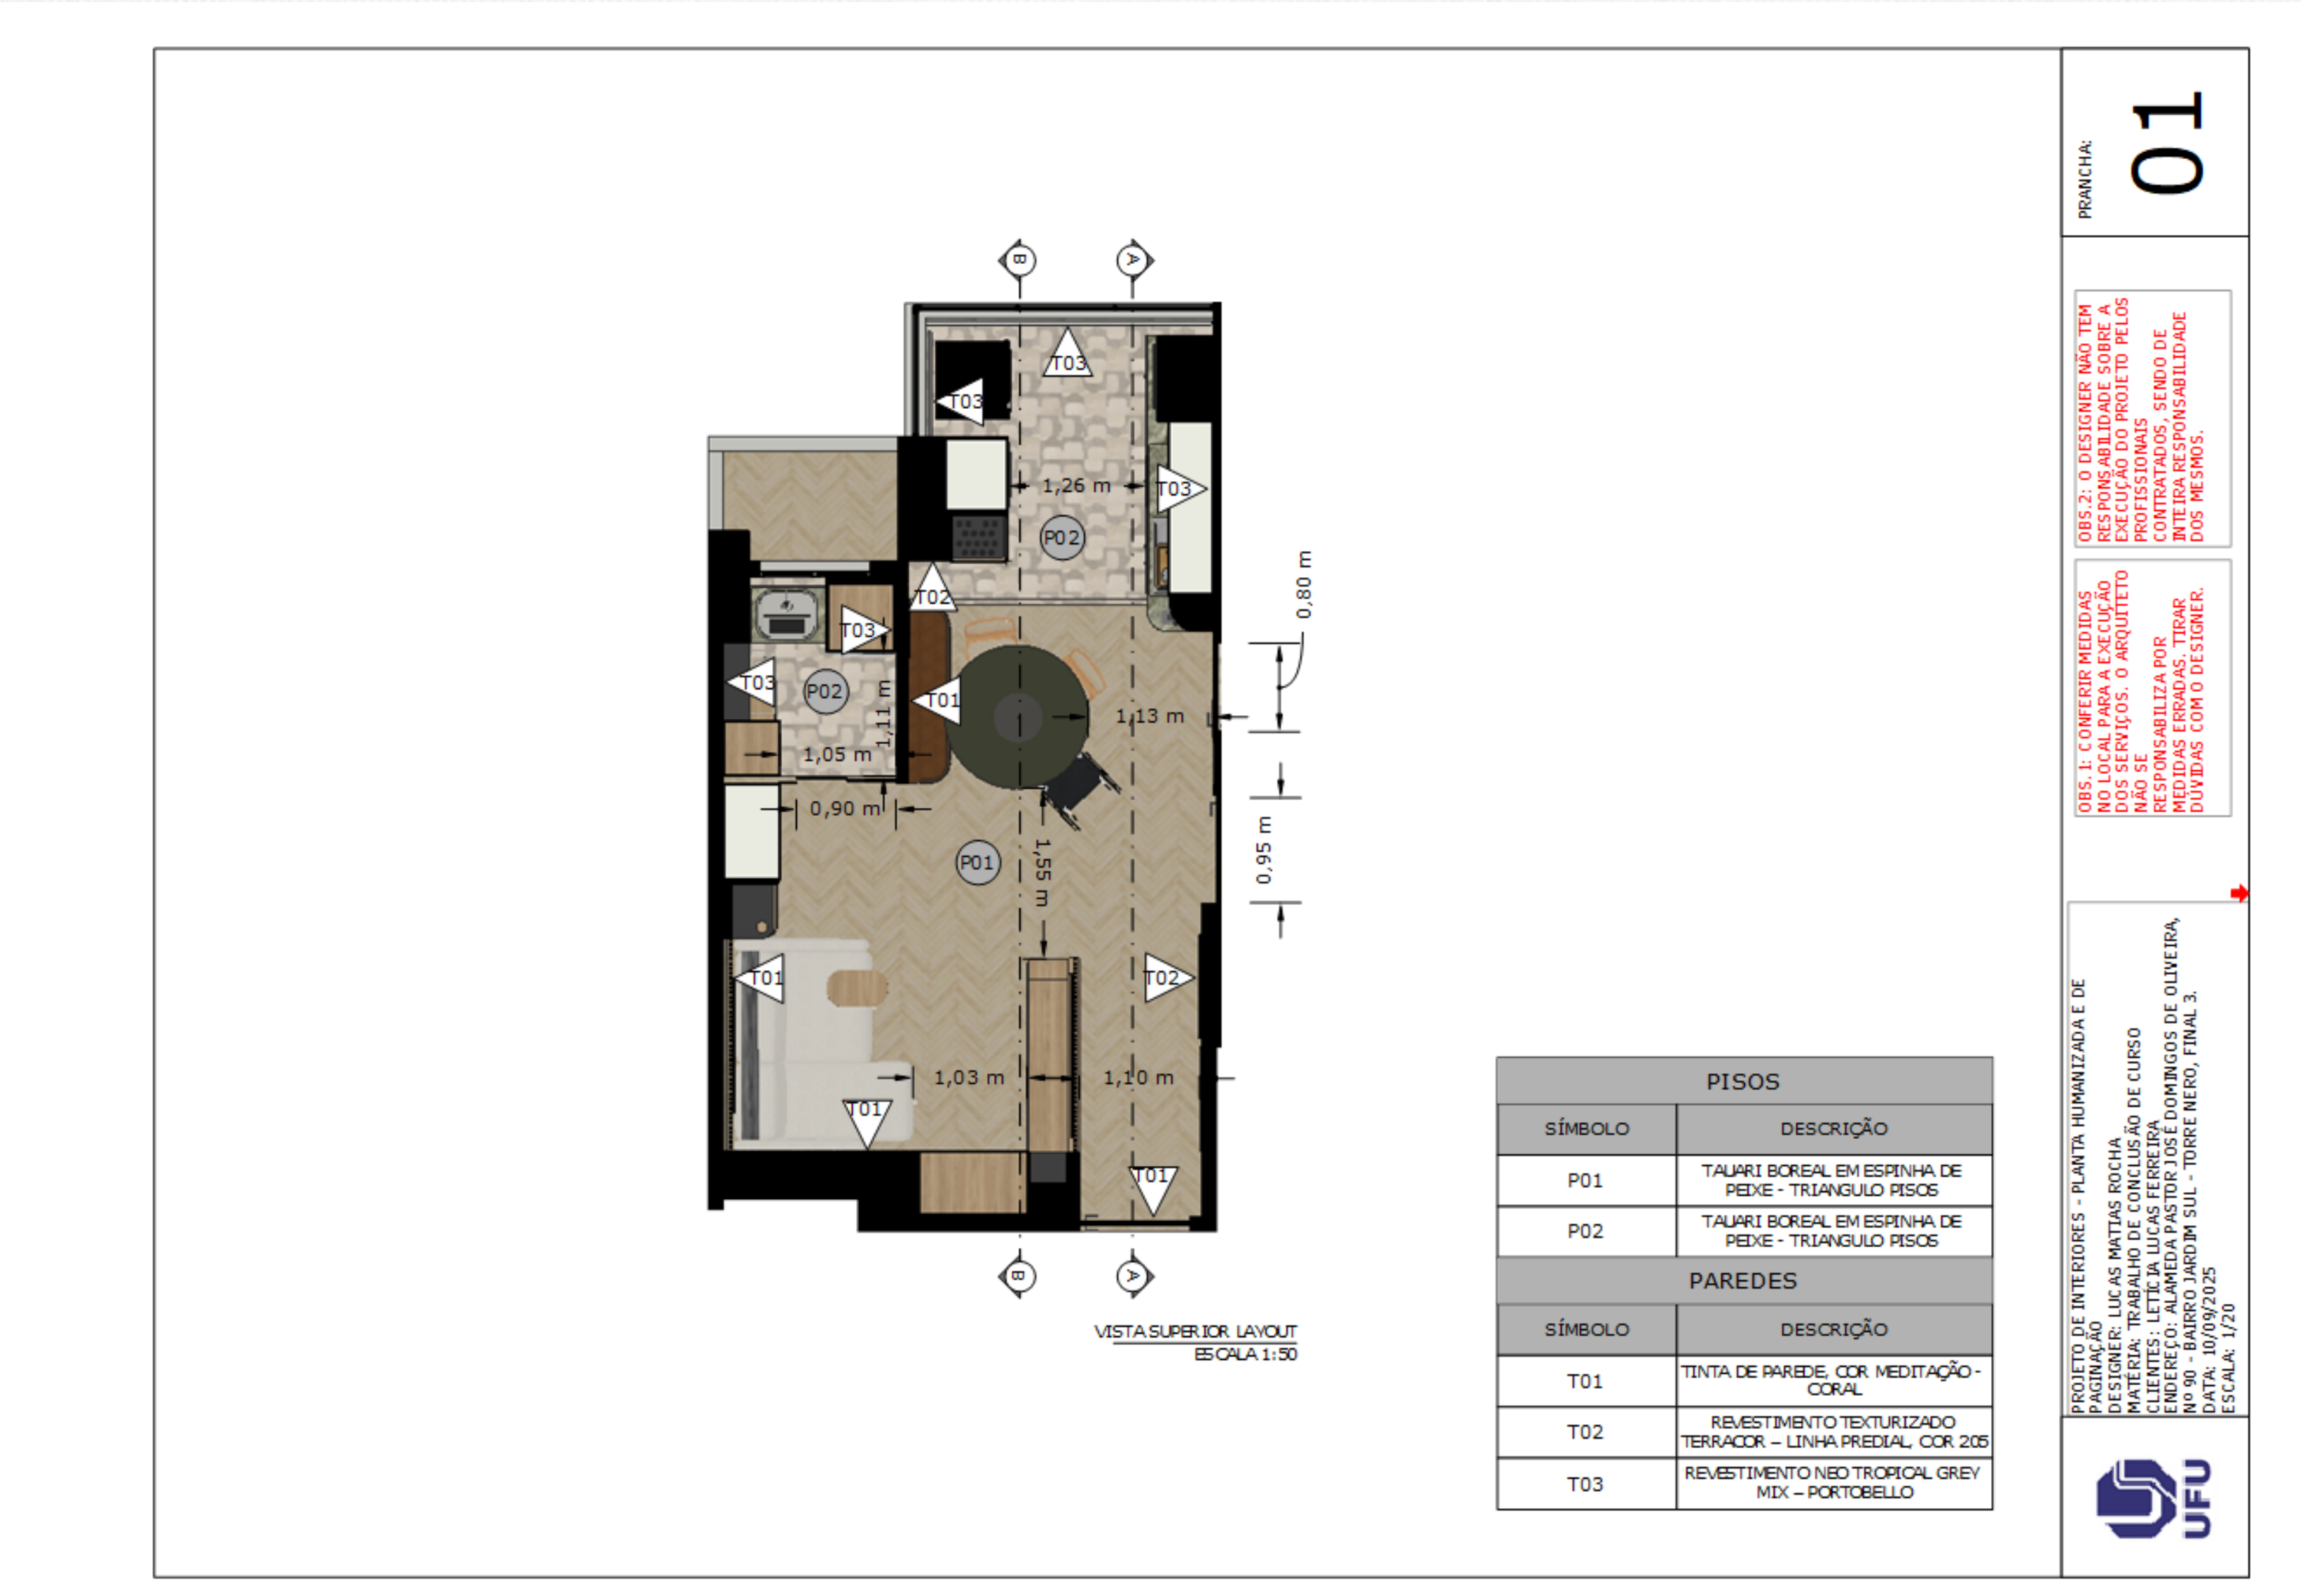 B
A
T03
T03
1,26 m
T03
P02
0,80 m
T02
T03
T03
P02
1,11 m
T01
1,13 m
1,05 m
0,90 m
0,95 m
P01
1,55 m
T01
T02
1,03 m
1,10 m
T01
T01
B
A
VISTA SUPERIOR LAYOUT
ESCALA 1:50
PISOS
SÍMBOLO
DESCRIÇÃO
P01
TAUARI BOREAL EM ESPINHA DE
PEIXE - TRIANGULO PISOS
P02
TAUARI BOREAL EM ESPINHA DE
PEIXE - TRIANGULO PISOS
PAREDES
SÍMBOLO
DESCRIÇÃO
T01
TINTA DE PAREDE, COR MEDITAÇÃO -
CORAL
T02
REVESTIMENTO TEXTURIZADO
TERRACOR – LINHA PREDIAL, COR 205
T03
REVESTIMENTO NEO TROPICAL GREY
MIX – PORTOBELLO
PRANCHA:
01
OBS.2: O DESIGNER NÃO TEM
RESPONSABILIDADE SOBRE A
EXECUÇÃO DO PROJETO PELOS
PROFISSIONAIS
CONTRATADOS, SENDO DE
INTEIRA RESPONSABILIDADE
DOS MESMOS.
OBS.1: CONFERIR MEDIDAS
NO LOCAL PARA A EXECUÇÃO
DOS SERVIÇOS. O ARQUITETO
NÃO SE
RESPONSABILIZA POR
MEDIDAS ERRADAS. TIRAR
DÚVIDAS COM O DESIGNER.
PROJETO DE INTERIORES - PLANTA HUMANIZADA E DE
PAGINAÇÃO
DESIGNER: LUCAS MATIAS ROCHA
MATÉRIA: TRABALHO DE CONCLUSÃO DE CURSO
CLIENTES: LETÍCIA LUCAS FERREIRA
ENDEREÇO: ALAMEDA PASTOR JOSÉ DOMINGOS DE OLIVEIRA,
Nº 90 - BAIRRO JARDIM SUL - TORRE NERO, FINAL 3.
DATA: 10/09/2025
ESCALA: 1/20
UFU